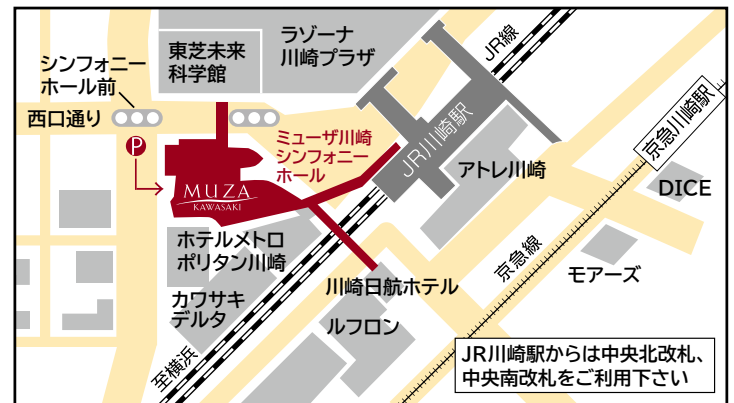 ラゾーナ
川崎プラザ
JR線
東芝未来
科学館
シンフォニー
ホール前
西口通り
P
ミューザ川崎
シンフォニー
ホール
JR川崎駅
アトレ川崎
京急川崎駅
DICE
MUZA
KAWASAKI
ホテルメトロ
ポリタン川崎
京急線
モアーズ
川崎日航ホテル
カワサキ
デルタ
ルフロン
至横浜
JR川崎駅からは中央北改札、
中央南改札をご利用下さい